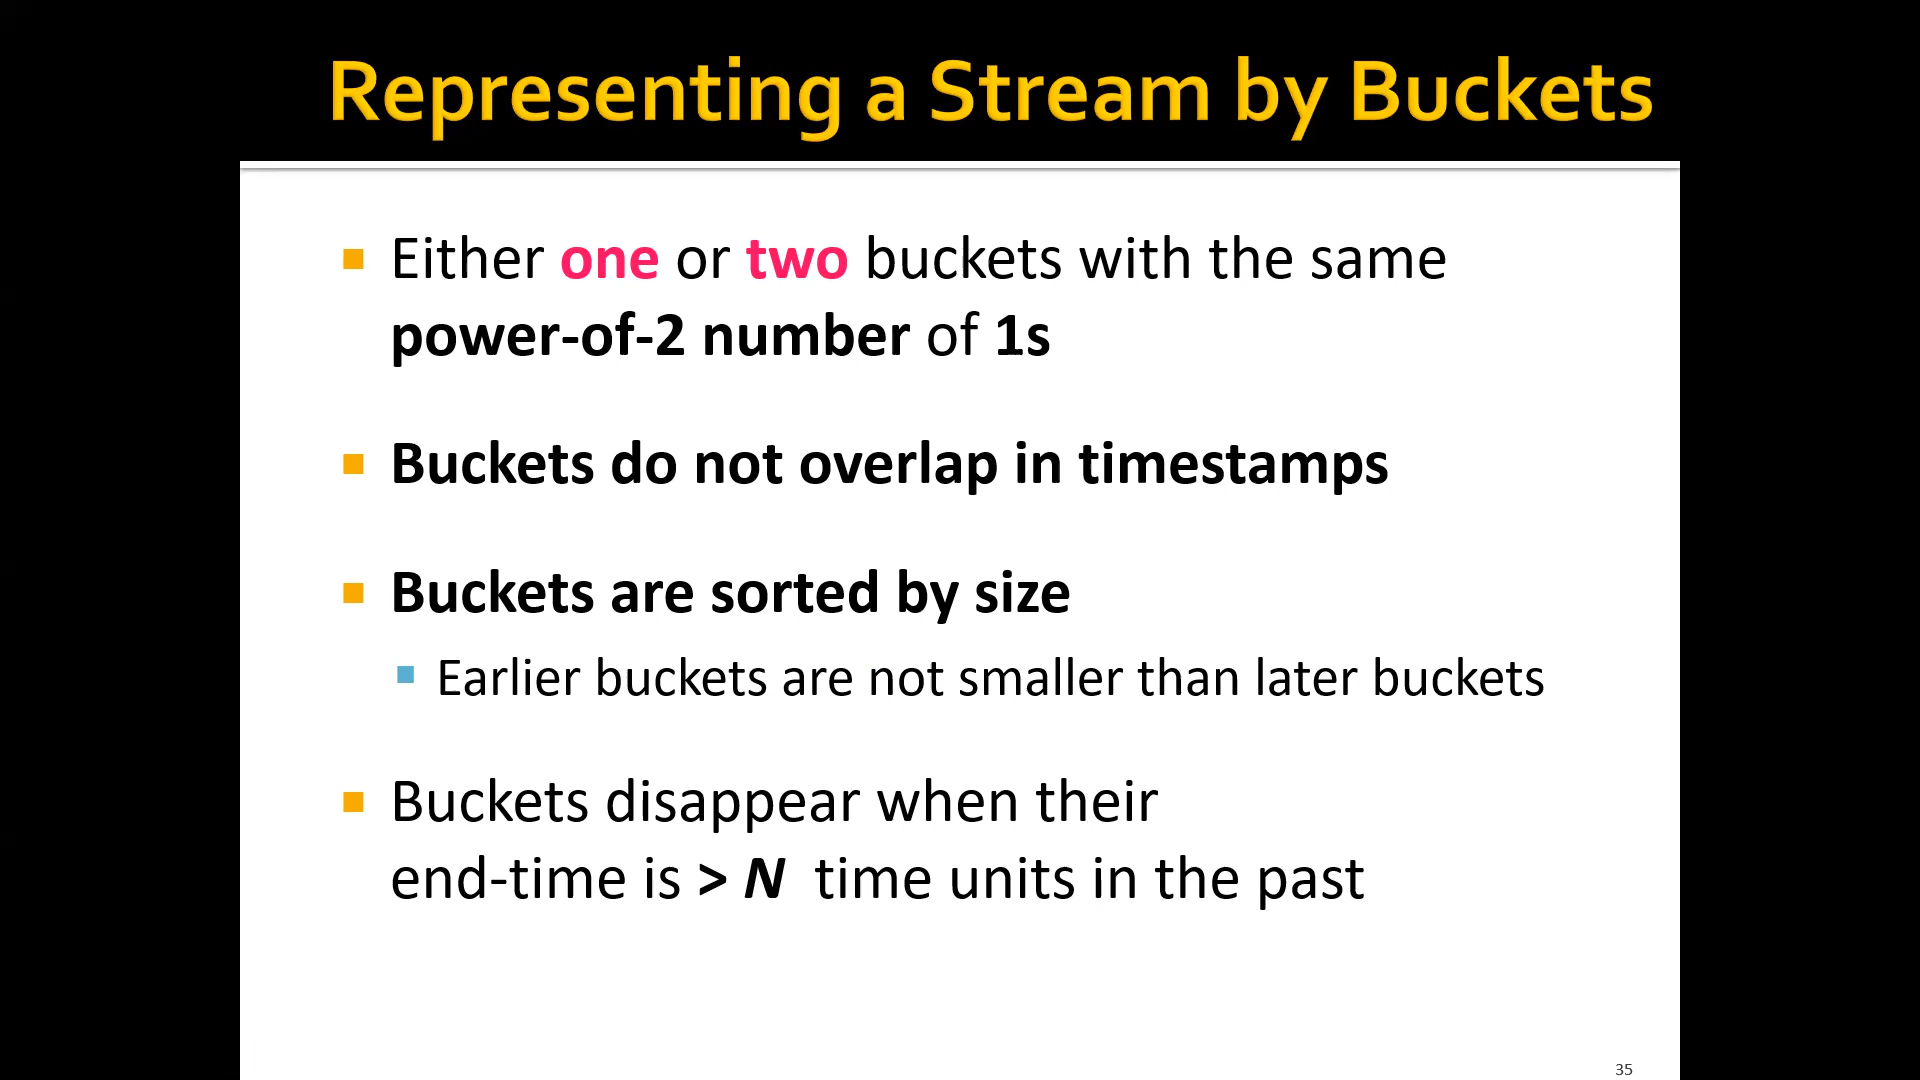 Representing a Stream by Buckets
Either one or two buckets with the same
power-of-2 number of 1s
Buckets do not overlap in timestamps
Buckets are sorted by size
Earlier buckets are not smaller than later buckets
Buckets disappear when their
end-time is > N time units in the past
35